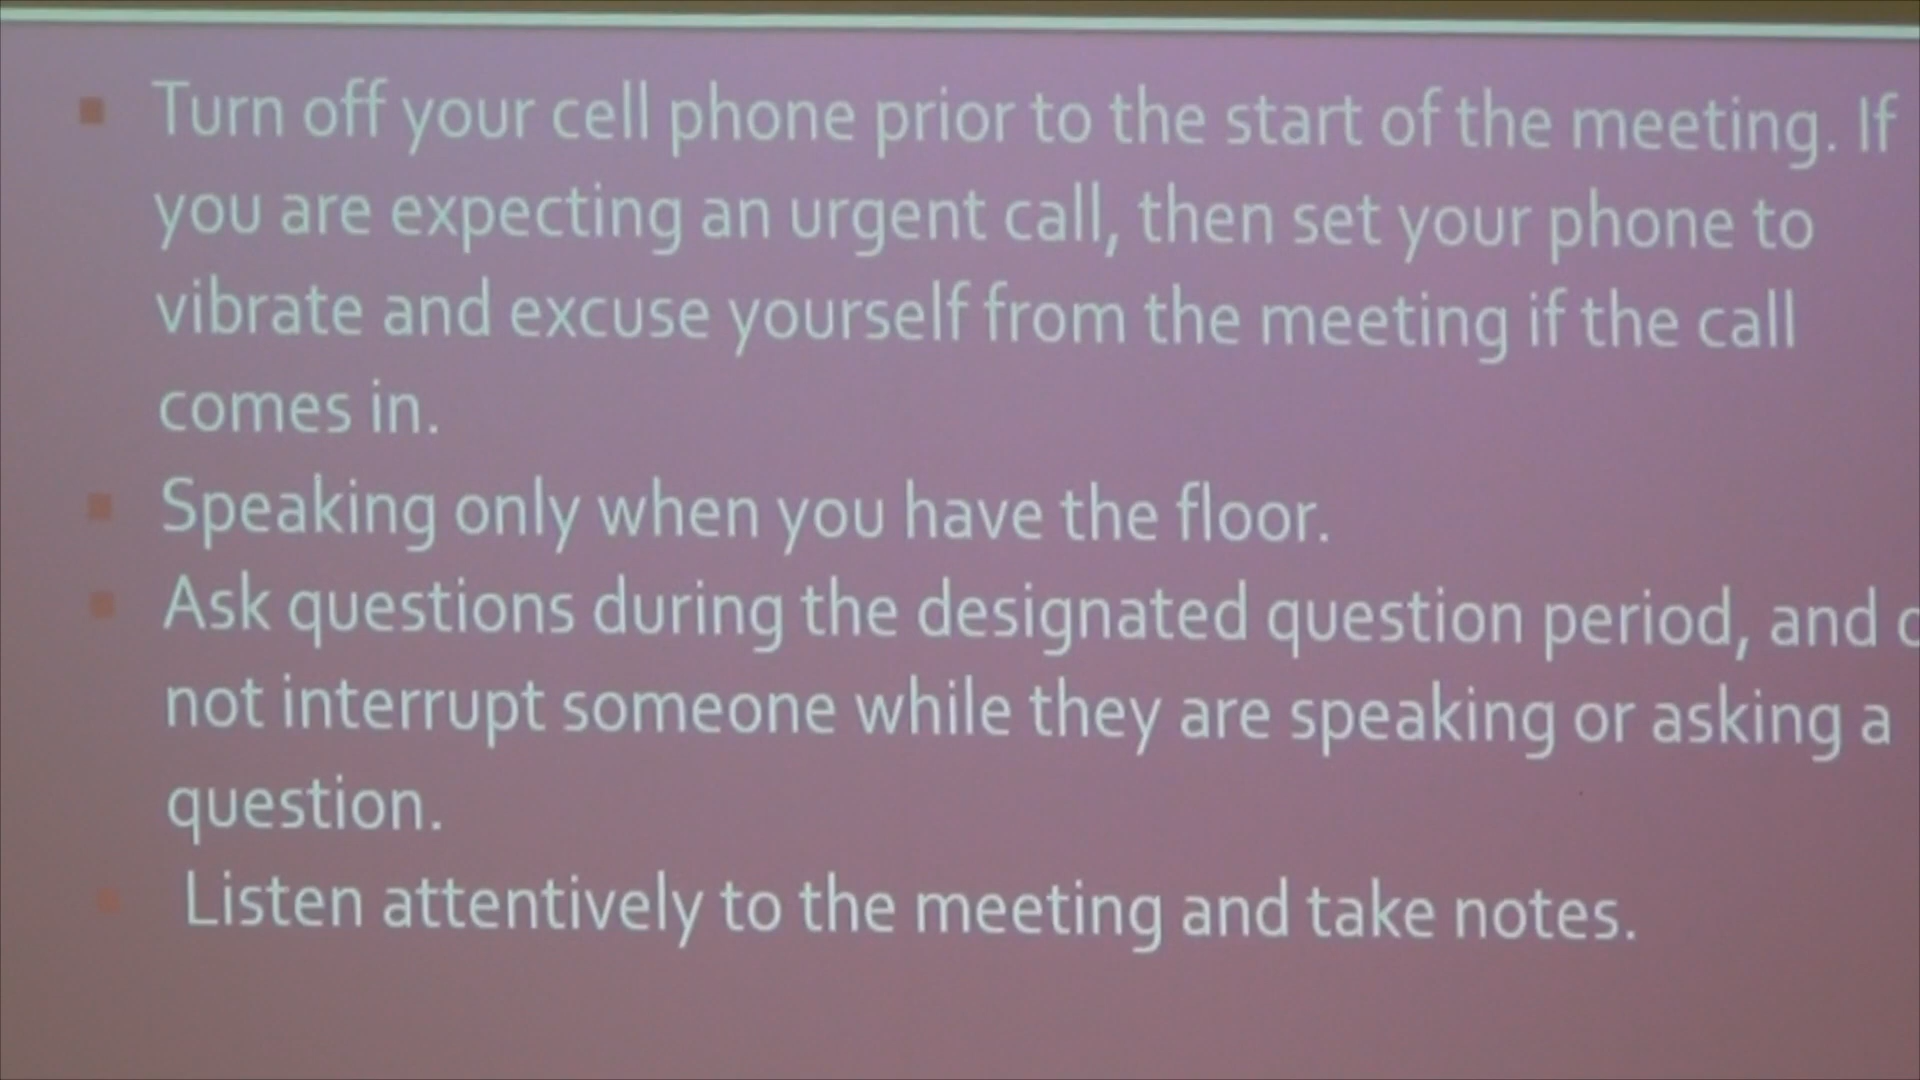 Turn off your cell phone prior to the start of the meeting. If
you are expecting an urgent call, then set your phone to
vibrate and excuse yourself from the meeting if the call
comes in.
Speaking only when you have the floor.
Ask questions during the designated question period, and
not interrupt someone while they are speaking or asking a
question.
Listen attentively to the meeting and take notes.